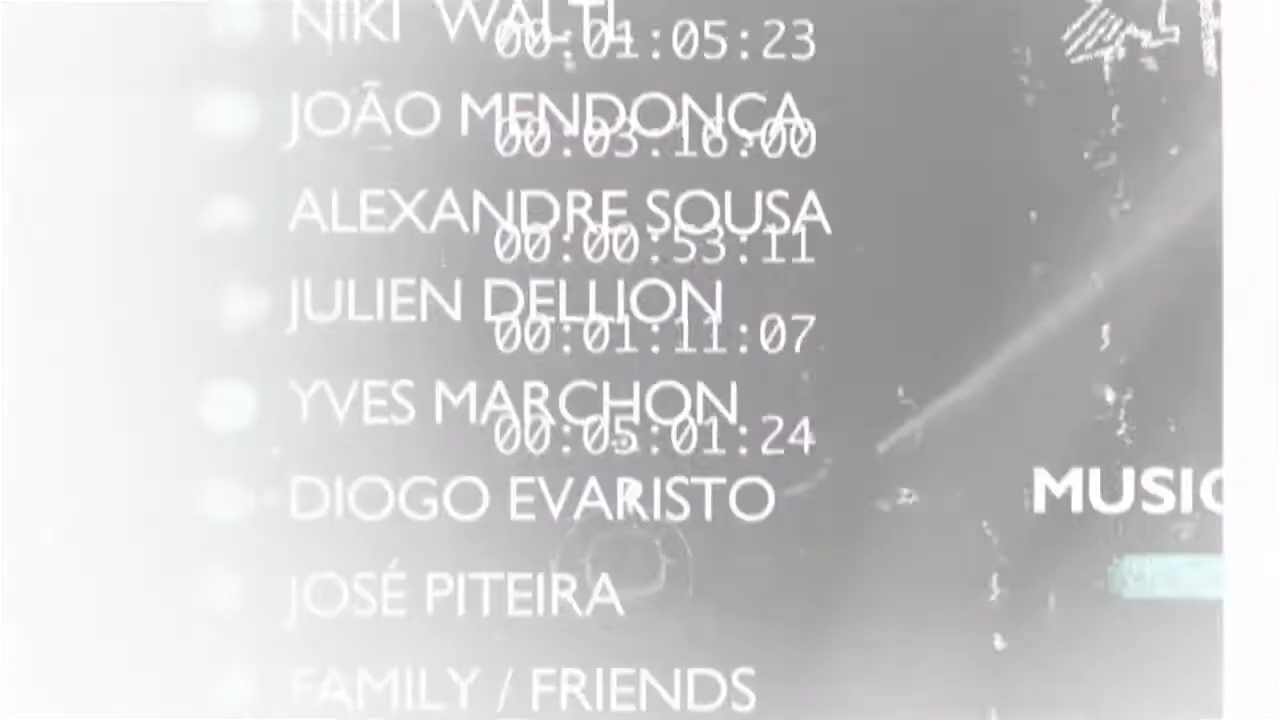 NIKI WALTI
00:01:05:23
JOÃO MENDONÇA
00:03:16:00
ALEXANDRE SOUSA
00:00:53:11
JULIEN DELLION
00:01:11:07
YVES MARCHON
00:05:01:24
DIOGO EVARISTO
MUSIC
JOSÉ PITEIRA
FAMILY / FRIENDS